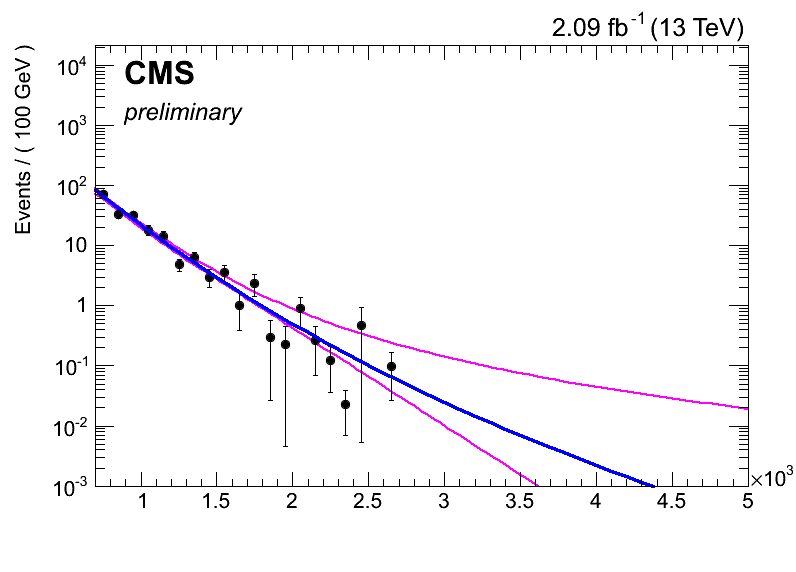 2.09 fb⁻¹ (13 TeV)
CMS
preliminary
Events / ( 100 GeV )
10⁴
10³
10²
10
1
10⁻¹
10⁻²
10⁻³
1 1.5 2 2.5 3 3.5 4 4.5 5 ×10³